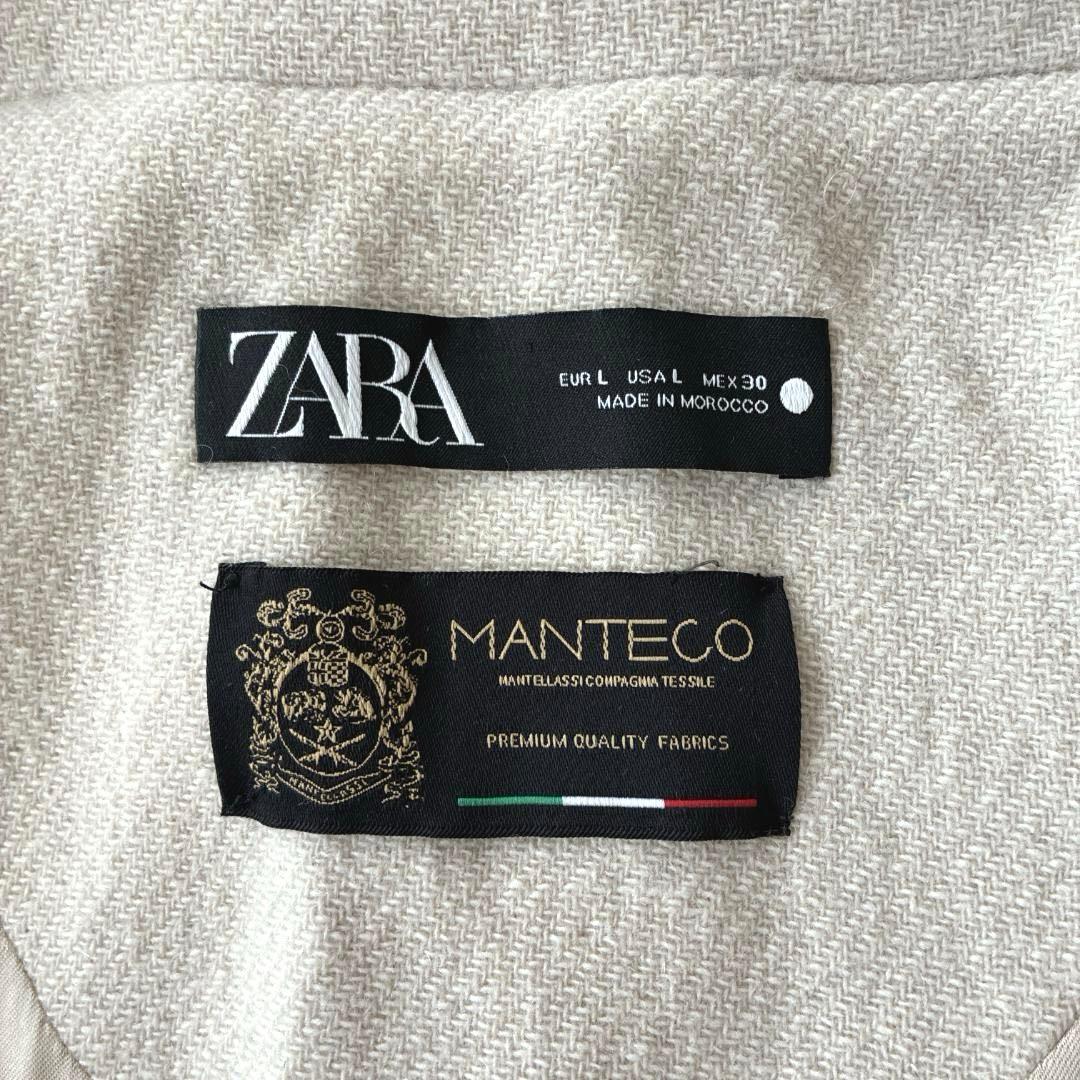 ZARA
EUR L USA L MEX 30
MADE IN MOROCCO
MANTECO
MANTELLASSI COMPAGNIA TESSILE
PREMIUM QUALITY FABRICS